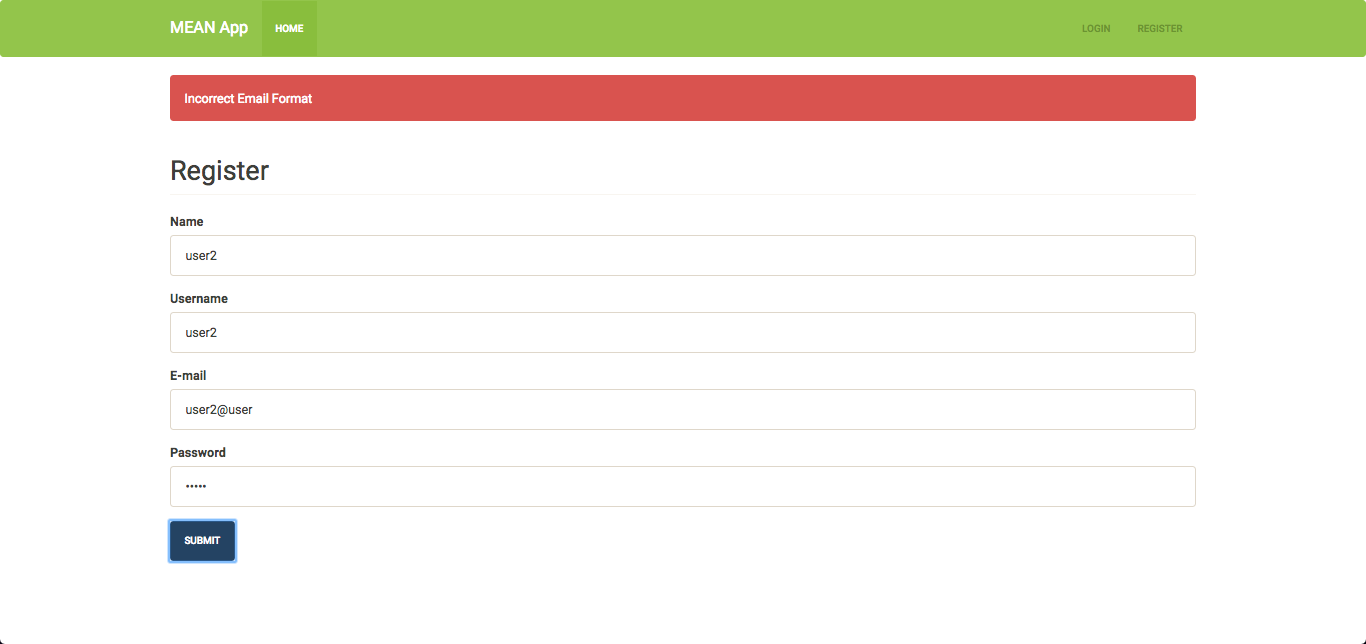 MEAN App HOME LOGIN REGISTER
Incorrect Email Format
Register
Name
user2
Username
user2
E-mail
user2@user
Password
•••••
SUBMIT